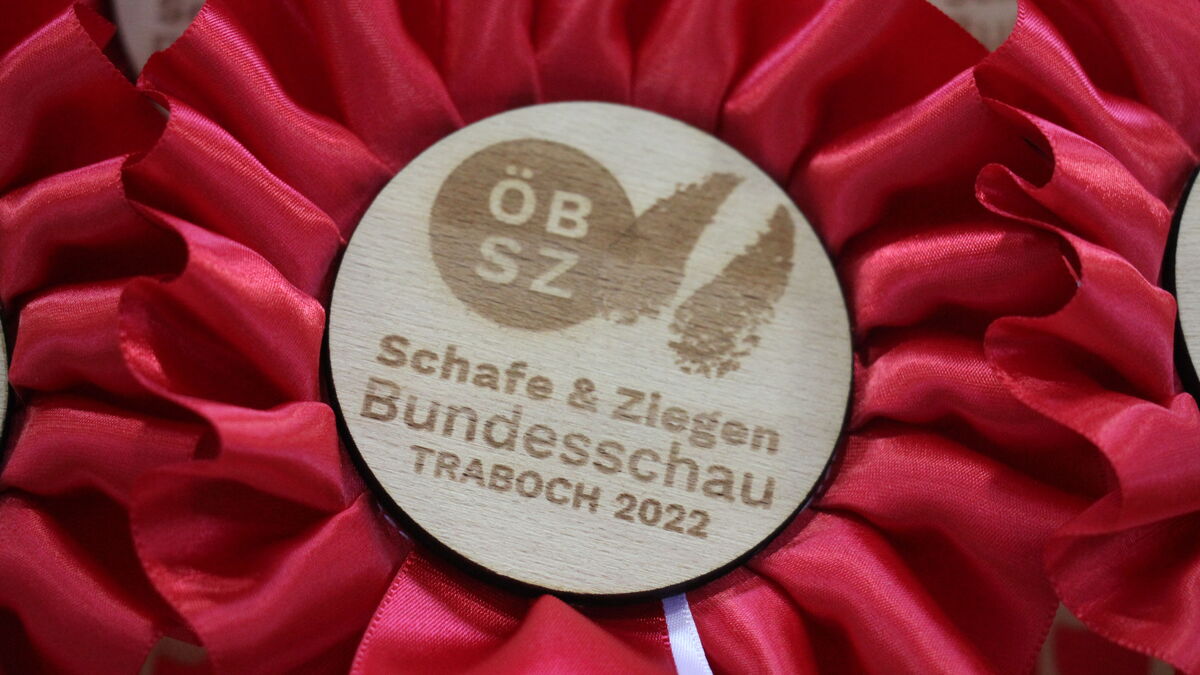 ÖB
SZ
Schafe & Ziegen
Bundesschau
TRABOCH 2022